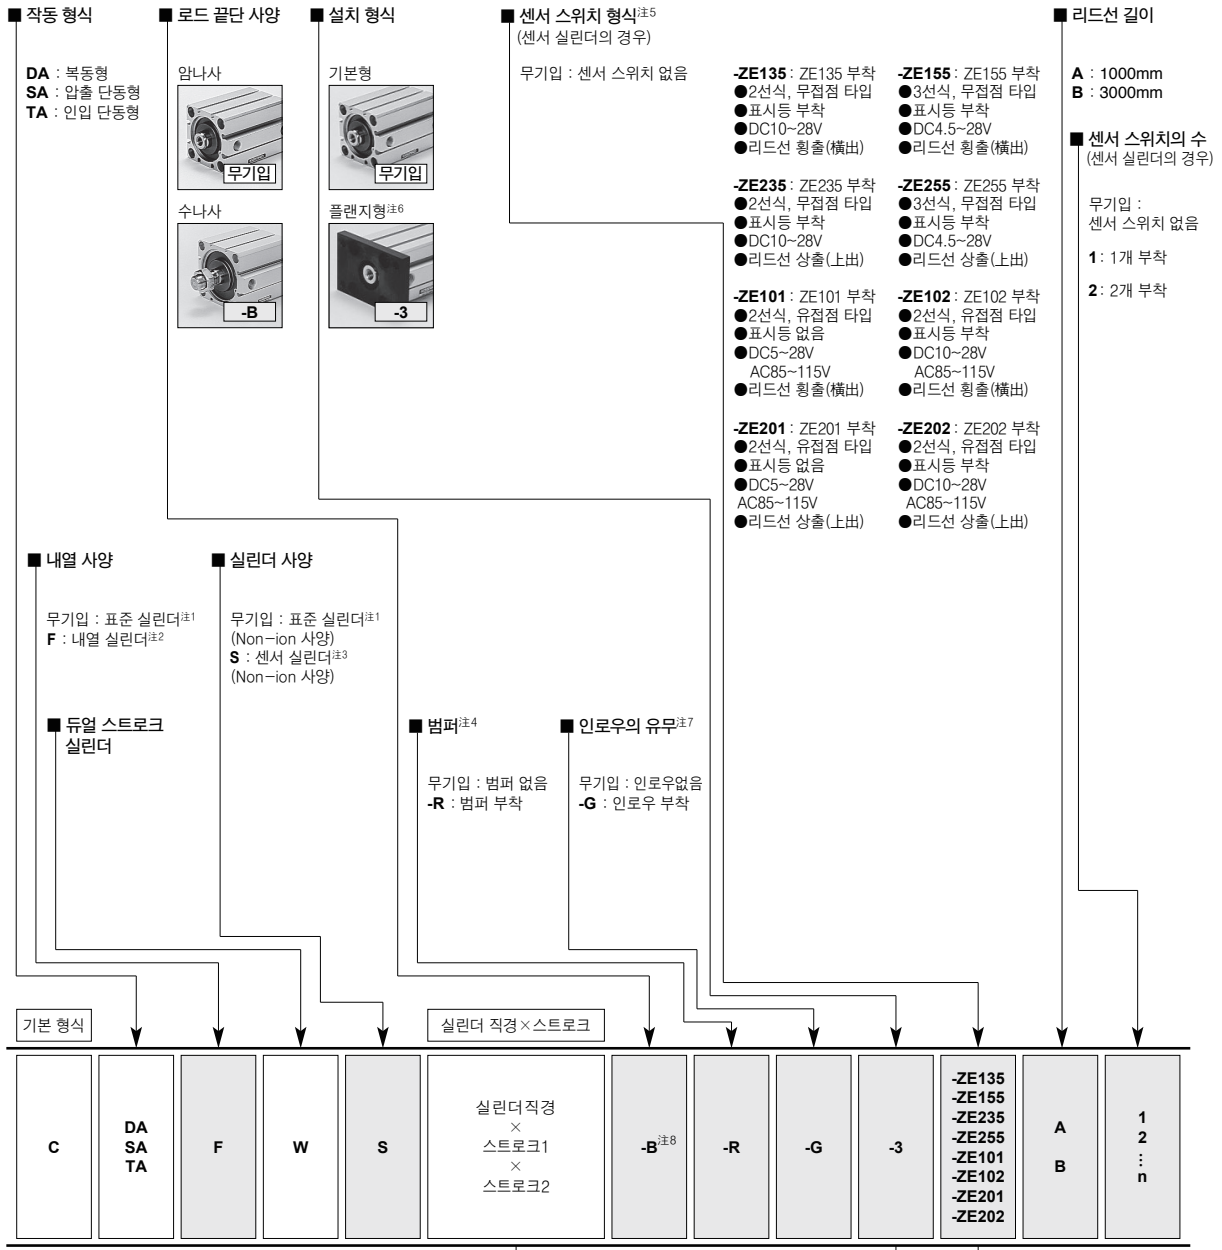 ■ 작동 형식
DA : 복동형
SA : 압출 단동형
TA : 인입 단동형
■ 로드 끝단 사양
암나사
무기입
수나사
-B
■ 설치 형식
기본형
무기입
플랜지형注6
-3
■ 센서 스위치 형식注5
(센서 실린더의 경우)
무기입 : 센서 스위치 없음
-ZE135 : ZE135 부착
●2선식, 무접점 타입
●표시등 부착
●DC10~28V
●리드선 횡출(橫出)
-ZE155 : ZE155 부착
●3선식, 무접점 타입
●표시등 부착
●DC4.5~28V
●리드선 횡출(橫出)
-ZE235 : ZE235 부착
●2선식, 무접점 타입
●표시등 부착
●DC10~28V
●리드선 상출(上出)
-ZE255 : ZE255 부착
●3선식, 무접점 타입
●표시등 부착
●DC4.5~28V
●리드선 상출(上出)
-ZE101 : ZE101 부착
●2선식, 유접점 타입
●표시등 없음
●DC5~28V
AC85~115V
●리드선 횡출(橫出)
-ZE102 : ZE102 부착
●2선식, 유접점 타입
●표시등 부착
●DC10~28V
AC85~115V
●리드선 횡출(橫出)
-ZE201 : ZE201 부착
●2선식, 유접점 타입
●표시등 없음
●DC5~28V
AC85~115V
●리드선 상출(上出)
-ZE202 : ZE202 부착
●2선식, 유접점 타입
●표시등 부착
●DC10~28V
AC85~115V
●리드선 상출(上出)
■ 리드선 길이
A : 1000mm
B : 3000mm
■ 센서 스위치의 수
(센서 실린더의 경우)
무기입 :
센서 스위치 없음
1 : 1개 부착
2 : 2개 부착
■ 내열 사양
무기입 : 표준 실린더注1
F : 내열 실린더注2
■ 실린더 사양
무기입 : 표준 실린더注1
(Non-ion 사양)
S : 센서 실린더注3
(Non-ion 사양)
■ 듀얼 스트로크
실린더
■ 범퍼注4
무기입 : 범퍼 없음
-R : 범퍼 부착
■ 인로우의 유무注7
무기입 : 인로우없음
-G : 인로우 부착
기본 형식
실린더 직경×스트로크
C
DA
SA
TA
F
W
S
실린더직경
×
스트로크1
×
스트로크2
-B注8
-R
-G
-3
-ZE135
-ZE155
-ZE235
-ZE255
-ZE101
-ZE102
-ZE201
-ZE202
A
B
1
2
⋮
n